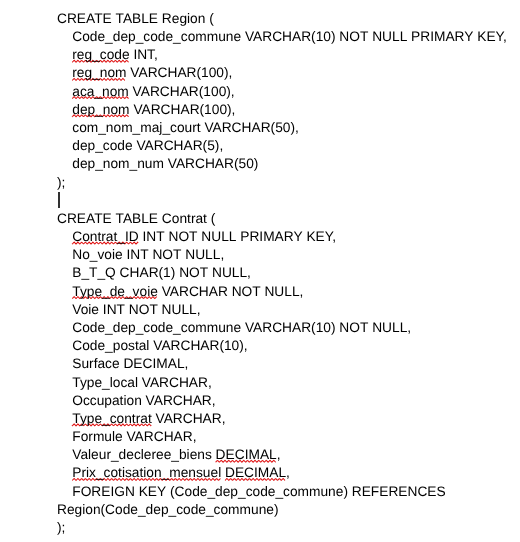 CREATE TABLE Region (
Code_dep_code_commune VARCHAR(10) NOT NULL PRIMARY KEY,
reg_code INT,
reg_nom VARCHAR(100),
aca_nom VARCHAR(100),
dep_nom VARCHAR(100),
com_nom_maj_court VARCHAR(50),
dep_code VARCHAR(5),
dep_nom_num VARCHAR(50)
);
CREATE TABLE Contrat (
Contrat_ID INT NOT NULL PRIMARY KEY,
No_voie INT NOT NULL,
B_T_Q CHAR(1) NOT NULL,
Type_de_voie VARCHAR NOT NULL,
Voie INT NOT NULL,
Code_dep_code_commune VARCHAR(10) NOT NULL,
Code_postal VARCHAR(10),
Surface DECIMAL,
Type_local VARCHAR,
Occupation VARCHAR,
Type_contrat VARCHAR,
Formule VARCHAR,
Valeur_decleree_biens DECIMAL,
Prix_cotisation_mensuel DECIMAL,
FOREIGN KEY (Code_dep_code_commune) REFERENCES
Region(Code_dep_code_commune)
);